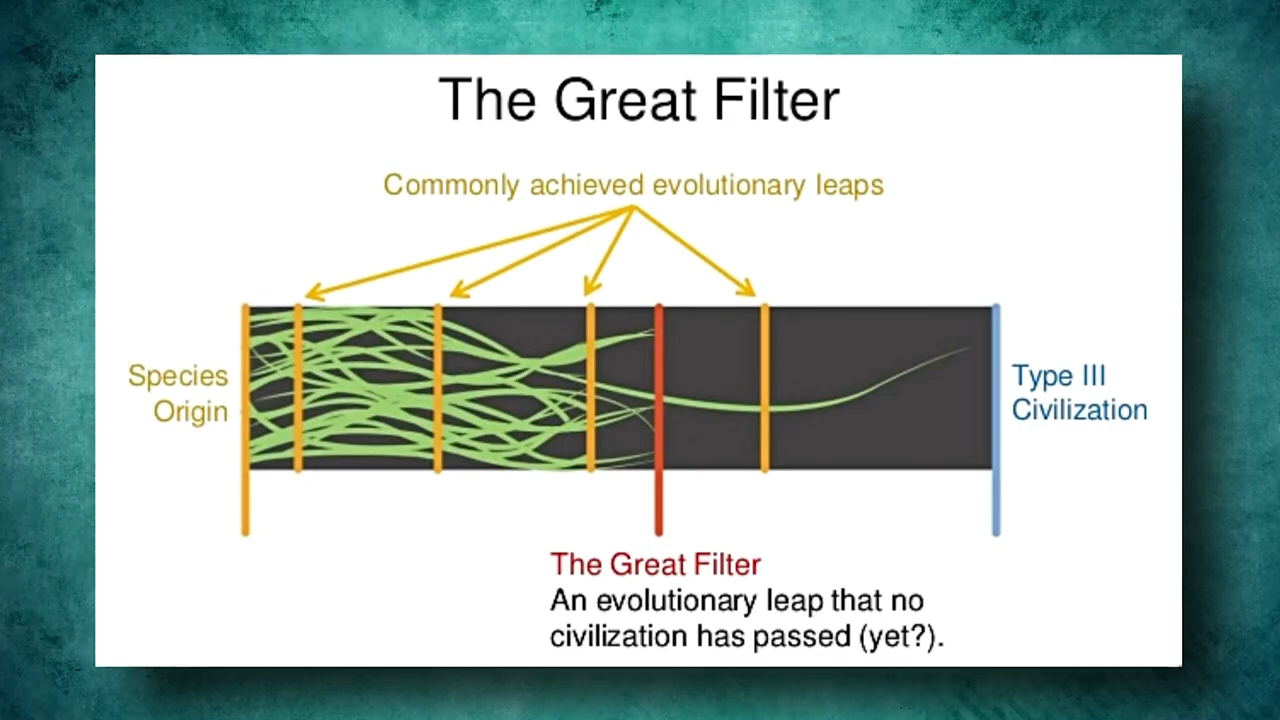 The Great Filter
Commonly achieved evolutionary leaps
Species
Origin
Type III
Civilization
The Great Filter
An evolutionary leap that no
civilization has passed (yet?).